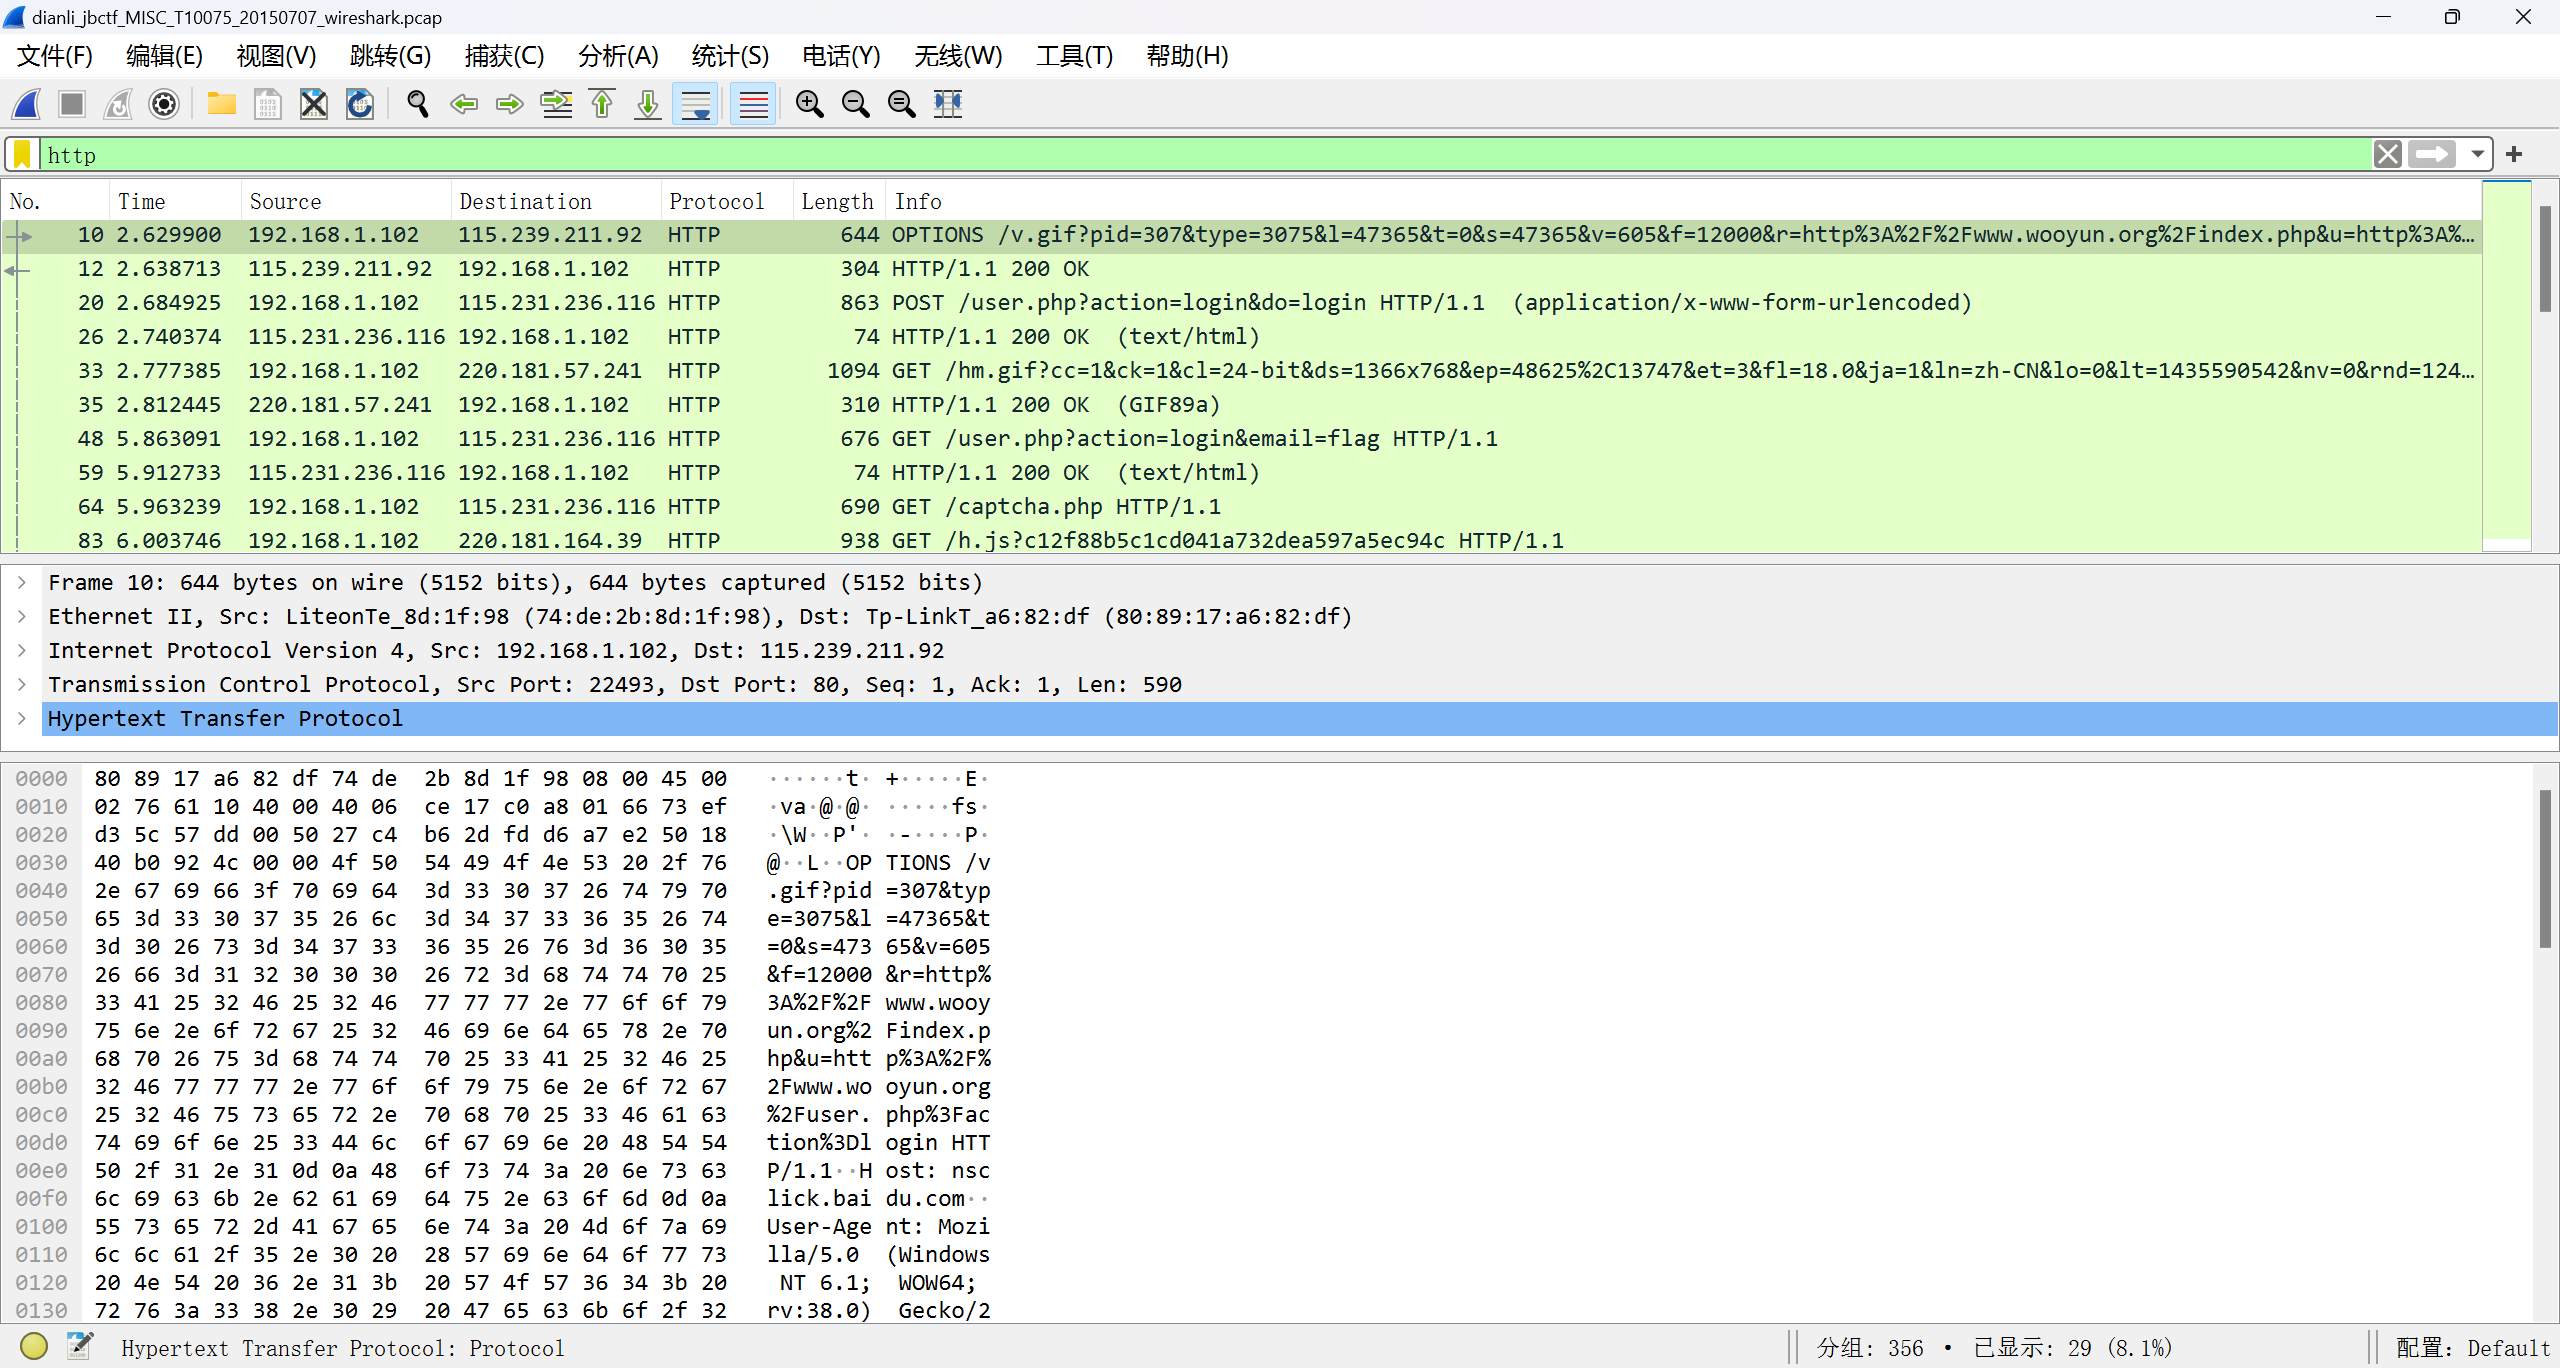 dianli_jbctf_MISC_T10075_20150707_wireshark.pcap
文件(F) 编辑(E) 视图(V) 跳转(G) 捕获(C) 分析(A) 统计(S) 电话(Y) 无线(W) 工具(T) 帮助(H)
http
No. Time Source Destination Protocol Length Info
10 2.629900 192.168.1.102 115.239.211.92 HTTP 644 OPTIONS /v.gif?pid=307&type=3075&l=47365&t=0&s=47365&v=605&f=12000&r=http%3A%2F%2Fwww.wooyun.org%2Findex.php&u=http%3A%…
12 2.638713 115.239.211.92 192.168.1.102 HTTP 304 HTTP/1.1 200 OK
20 2.684925 192.168.1.102 115.231.236.116 HTTP 863 POST /user.php?action=login&do=login HTTP/1.1  (application/x-www-form-urlencoded)
26 2.740374 115.231.236.116 192.168.1.102 HTTP 74 HTTP/1.1 200 OK  (text/html)
33 2.777385 192.168.1.102 220.181.57.241 HTTP 1094 GET /hm.gif?cc=1&ck=1&cl=24-bit&ds=1366x768&ep=48625%2C13747&et=3&fl=18.0&ja=1&ln=zh-CN&lo=0&lt=1435590542&nv=0&rnd=124…
35 2.812445 220.181.57.241 192.168.1.102 HTTP 310 HTTP/1.1 200 OK  (GIF89a)
48 5.863091 192.168.1.102 115.231.236.116 HTTP 676 GET /user.php?action=login&email=flag HTTP/1.1
59 5.912733 115.231.236.116 192.168.1.102 HTTP 74 HTTP/1.1 200 OK  (text/html)
64 5.963239 192.168.1.102 115.231.236.116 HTTP 690 GET /captcha.php HTTP/1.1
83 6.003746 192.168.1.102 220.181.164.39 HTTP 938 GET /h.js?c12f88b5c1cd041a732dea597a5ec94c HTTP/1.1
Frame 10: 644 bytes on wire (5152 bits), 644 bytes captured (5152 bits)
Ethernet II, Src: LiteonTe_8d:1f:98 (74:de:2b:8d:1f:98), Dst: Tp-LinkT_a6:82:df (80:89:17:a6:82:df)
Internet Protocol Version 4, Src: 192.168.1.102, Dst: 115.239.211.92
Transmission Control Protocol, Src Port: 22493, Dst Port: 80, Seq: 1, Ack: 1, Len: 590
Hypertext Transfer Protocol
0000 80 89 17 a6 82 df 74 de 2b 8d 1f 98 08 00 45 00 ······t· +·····E·
0010 02 76 61 10 40 00 40 06 ce 17 c0 a8 01 66 73 ef ·va·@·@· ·····fs·
0020 d3 5c 57 dd 00 50 27 c4 b6 2d fd d6 a7 e2 50 18 ·\W··P'· ·-····P·
0030 40 b0 92 4c 00 00 4f 50 54 49 4f 4e 53 20 2f 76 @··L··OP TIONS /v
0040 2e 67 69 66 3f 70 69 64 3d 33 30 37 26 74 79 70 .gif?pid =307&typ
0050 65 3d 33 30 37 35 26 6c 3d 34 37 33 36 35 26 74 e=3075&l =47365&t
0060 3d 30 26 73 3d 34 37 33 36 35 26 76 3d 36 30 35 =0&s=473 65&v=605
0070 26 66 3d 31 32 30 30 30 26 72 3d 68 74 74 70 25 &f=12000 &r=http%
0080 33 41 25 32 46 25 32 46 77 77 77 2e 77 6f 6f 79 3A%2F%2F www.wooy
0090 75 6e 2e 6f 72 67 25 32 46 69 6e 64 65 78 2e 70 un.org%2 Findex.p
00a0 68 70 26 75 3d 68 74 74 70 25 33 41 25 32 46 25 hp&u=htt p%3A%2F%
00b0 32 46 77 77 77 2e 77 6f 6f 79 75 6e 2e 6f 72 67 2Fwww.wo oyun.org
00c0 25 32 46 75 73 65 72 2e 70 68 70 25 33 46 61 63 %2Fuser. php%3Fac
00d0 74 69 6f 6e 25 33 44 6c 6f 67 69 6e 20 48 54 54 tion%3Dl ogin HTT
00e0 50 2f 31 2e 31 0d 0a 48 6f 73 74 3a 20 6e 73 63 P/1.1··H ost: nsc
00f0 6c 69 63 6b 2e 62 61 69 64 75 2e 63 6f 6d 0d 0a lick.bai du.com··
0100 55 73 65 72 2d 41 67 65 6e 74 3a 20 4d 6f 7a 69 User-Age nt: Mozi
0110 6c 6c 61 2f 35 2e 30 20 28 57 69 6e 64 6f 77 73 lla/5.0  (Windows
0120 20 4e 54 20 36 2e 31 3b 20 57 4f 57 36 34 3b 20  NT 6.1;  WOW64;
0130 72 76 3a 33 38 2e 30 29 20 47 65 63 6b 6f 2f 32 rv:38.0)  Gecko/2
Hypertext Transfer Protocol: Protocol 分组: 356 · 已显示: 29 (8.1%) 配置: Default